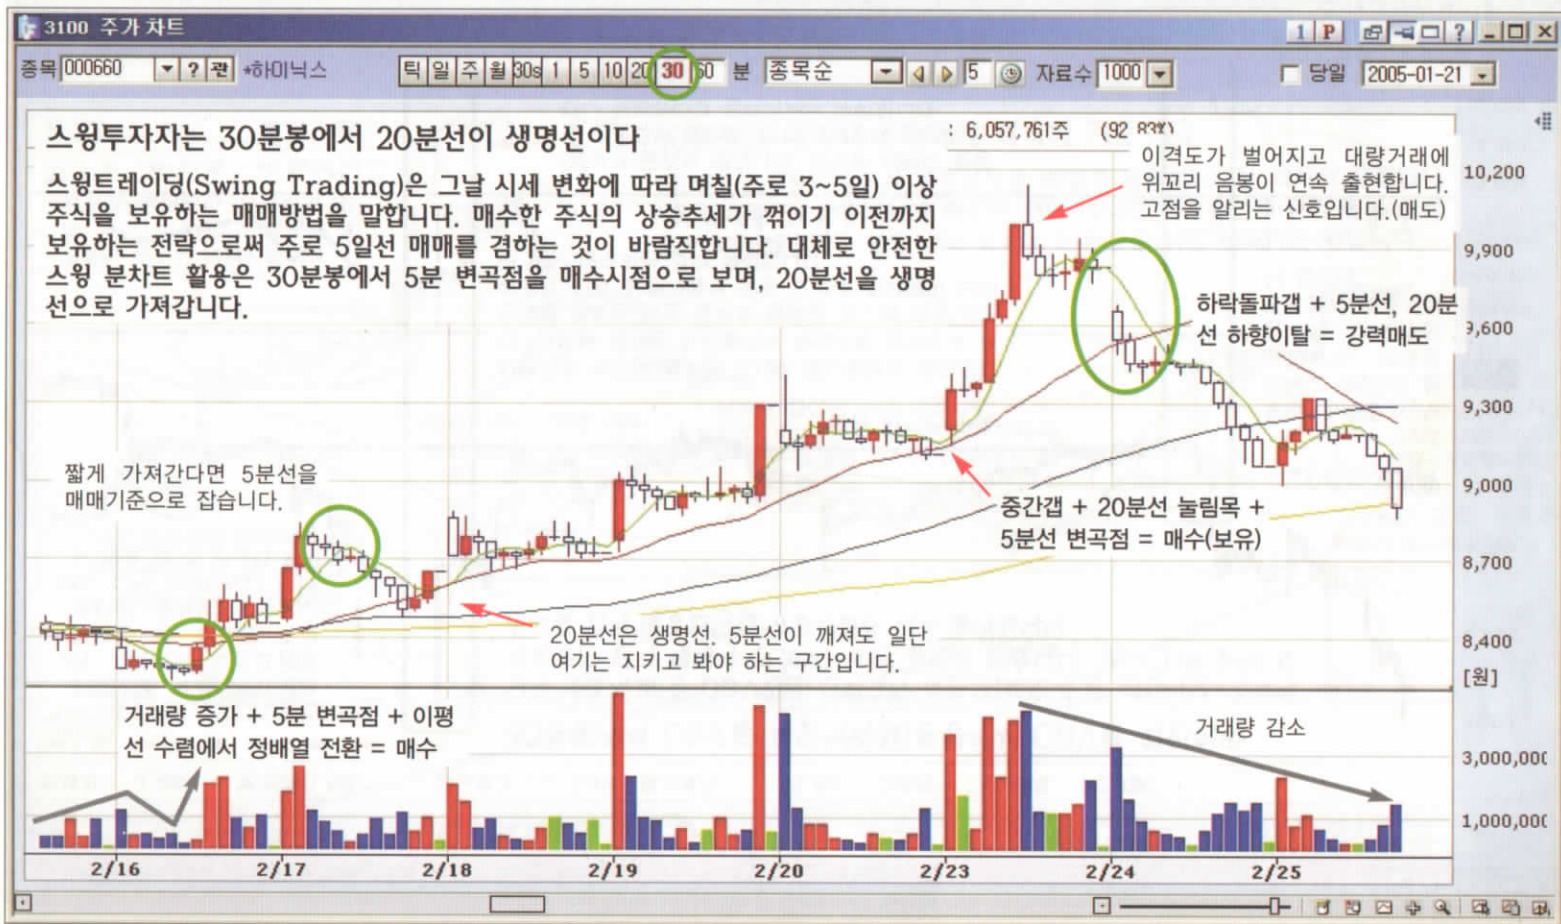 3100 주가 차트
1 P ?
종목 000660 ? 관 *하이닉스 틱 일 주 월 30s 1 5 10 20 30 60 분 종목순 5 자료수 1000 당일 2005-01-21
스윙투자자는 30분봉에서 20분선이 생명선이다
: 6,057,761주 (92
스윙트레이딩(Swing Trading)은 그날 시세 변화에 따라 며칠(주로 3~5일) 이상
주식을 보유하는 매매방법을 말합니다. 매수한 주식의 상승추세가 꺾이기 이전까지
보유하는 전략으로써 주로 5일선 매매를 겸하는 것이 바람직합니다. 대체로 안전한
스윙 분차트 활용은 30분봉에서 5분 변곡점을 매수시점으로 보며, 20분선을 생명
선으로 가져갑니다.
이격도가 벌어지고 대량거래에
위꼬리 음봉이 연속 출현합니다.
고점을 알리는 신호입니다.(매도)
10,200
9,900
하락돌파갭 + 5분선, 20분
선 하향이탈 = 강력매도
9,600
9,300
짧게 가져간다면 5분선을
매매기준으로 잡습니다.
9,000
중간갭 + 20분선 눌림목 +
5분선 변곡점 = 매수(보유)
8,700
20분선은 생명선. 5분선이 깨져도 일단
여기는 지키고 봐야 하는 구간입니다.
8,400
[원]
거래량 증가 + 5분 변곡점 + 이평
선 수렴에서 정배열 전환 = 매수
거래량 감소
3,000,000
1,000,000
2/16 2/17 2/18 2/19 2/20 2/23 2/24 2/25